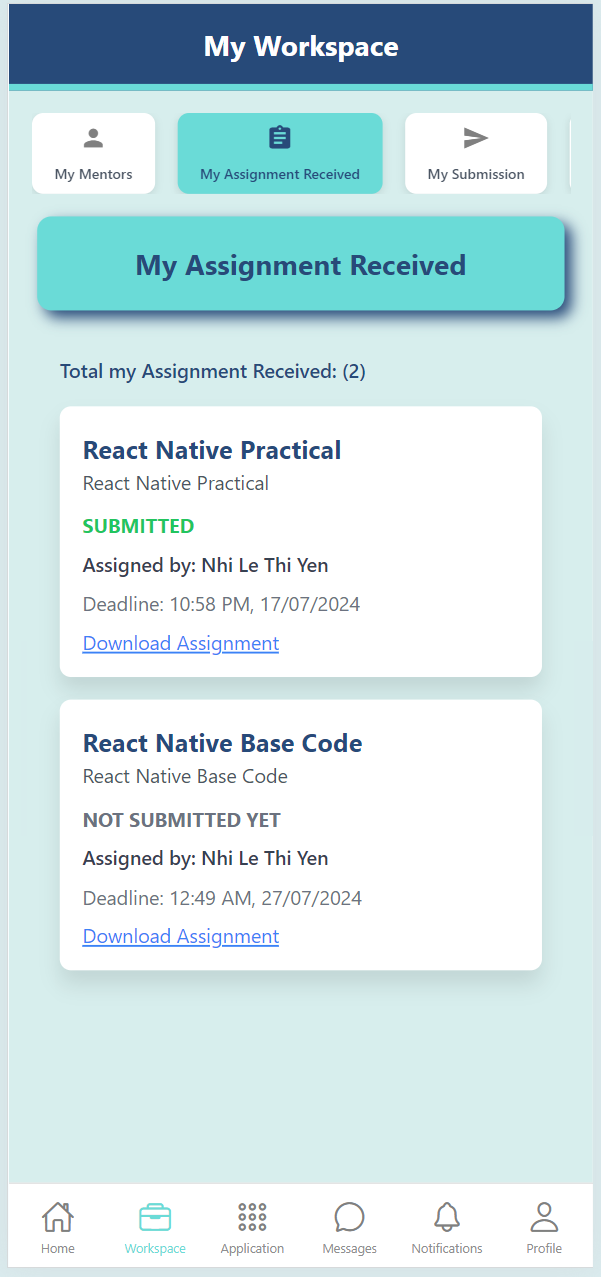 My Workspace
My Mentors
My Assignment Received
My Submission
My Assignment Received
Total my Assignment Received: (2)
React Native Practical
React Native Practical
SUBMITTED
Assigned by: Nhi Le Thi Yen
Deadline: 10:58 PM, 17/07/2024
Download Assignment
React Native Base Code
React Native Base Code
NOT SUBMITTED YET
Assigned by: Nhi Le Thi Yen
Deadline: 12:49 AM, 27/07/2024
Download Assignment
Home
Workspace
Application
Messages
Notifications
Profile